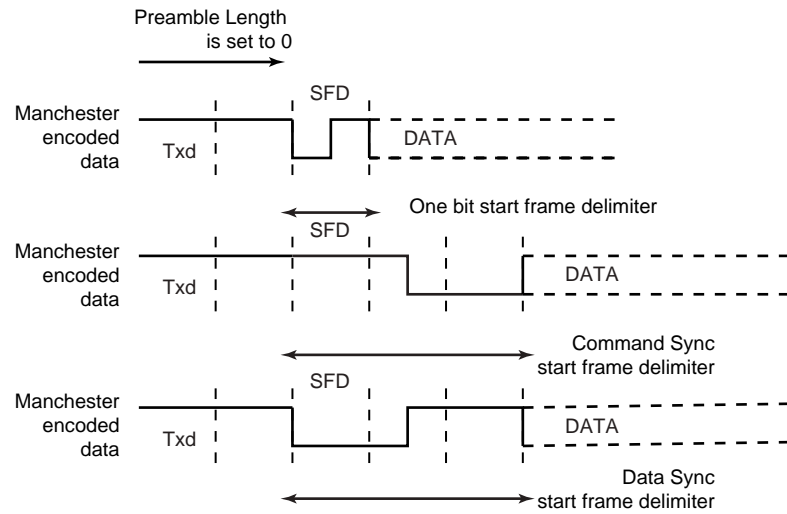 Preamble Length
is set to 0
SFD
Manchester
encoded
data
Txd
DATA
One bit start frame delimiter
SFD
Manchester
encoded
data
Txd
DATA
Command Sync
start frame delimiter
SFD
Manchester
encoded
data
Txd
DATA
Data Sync
start frame delimiter